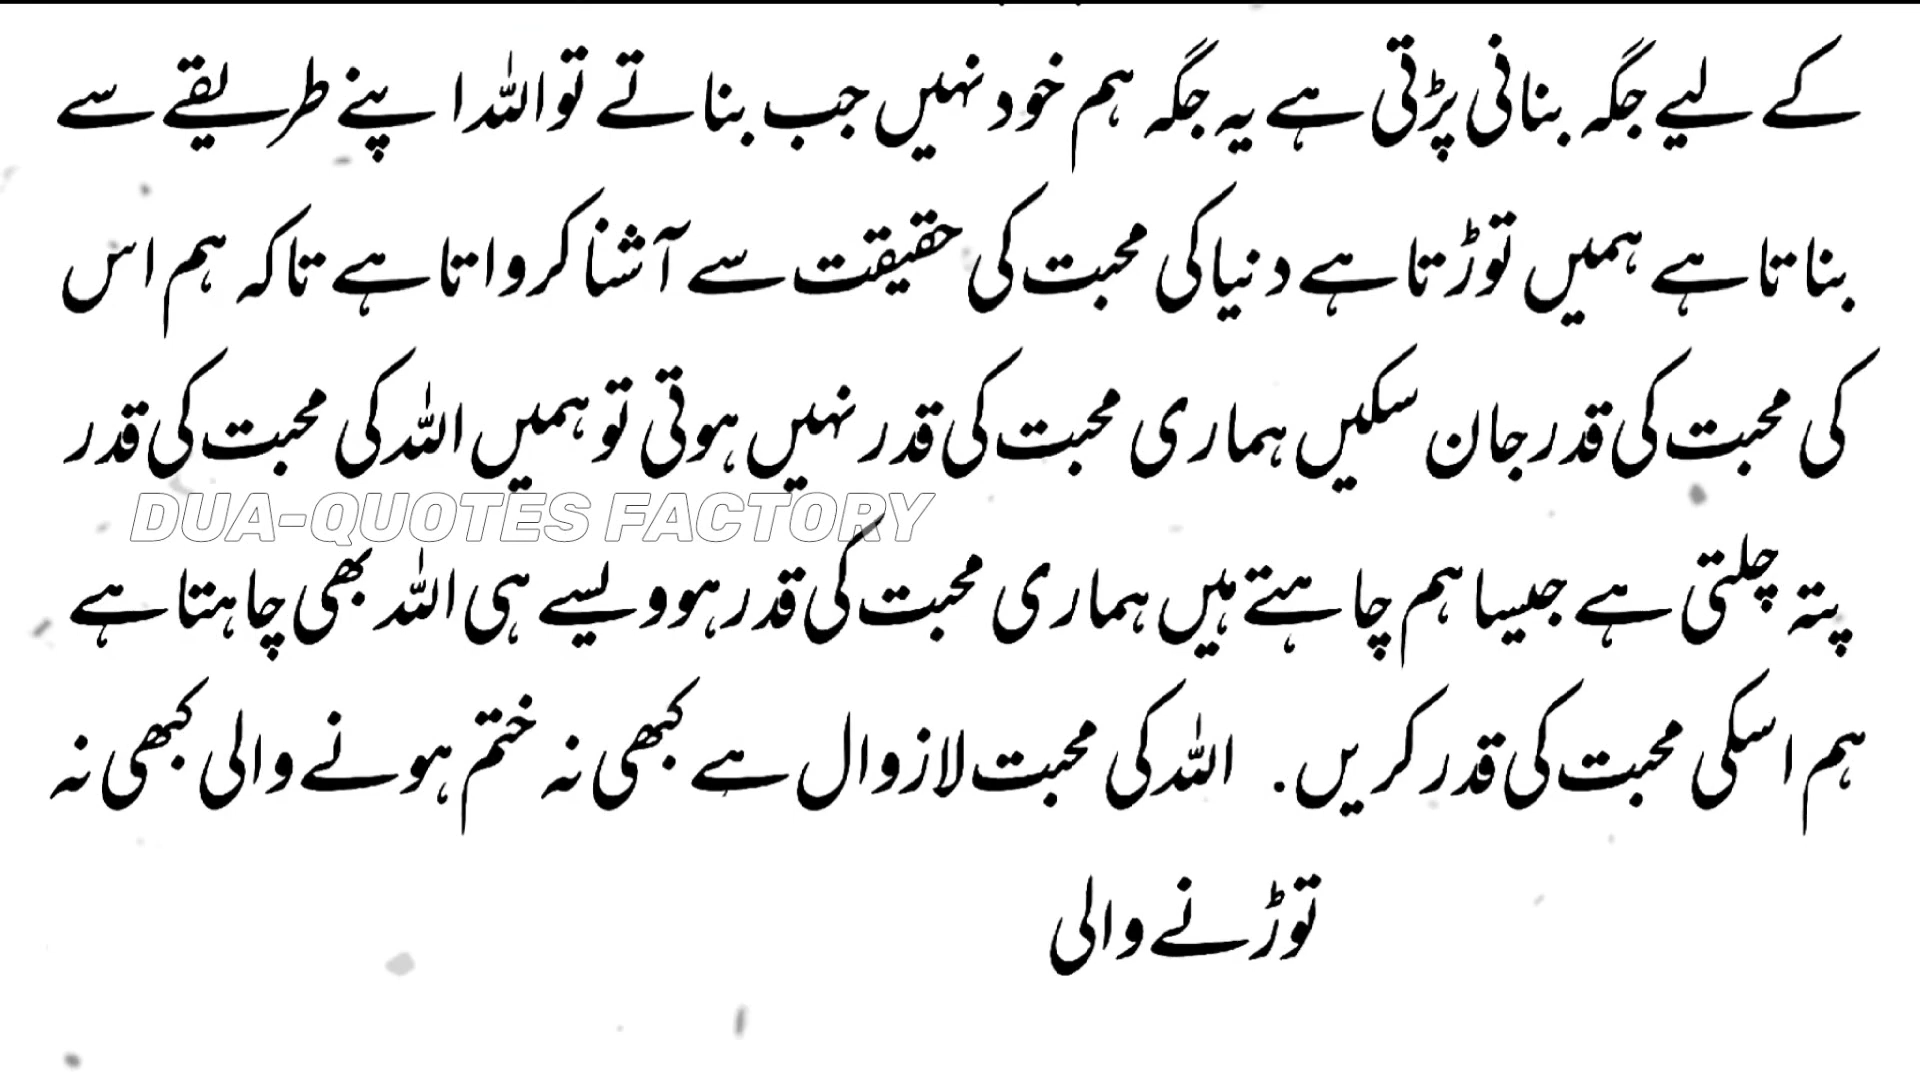 کے لیے جگہ بنانی پڑتی ہے یہ جگہ ہم خود نہیں جب بناتے تو اللہ اپنے طریقے سے
بناتا ہے ہمیں توڑتا ہے دنیا کی محبت کی حقیقت سے آشنا کرواتا ہے تاکہ ہم اس
کی محبت کی قدر جان سکیں ہماری محبت کی قدر نہیں ہوتی تو ہمیں اللہ کی محبت کی قدر
DUA-QUOTES FACTORY
پتہ چلتی ہے جیسا ہم چاہتے ہیں ہماری محبت کی قدر ہو ویسے ہی اللہ بھی چاہتا ہے
ہم اسکی محبت کی قدر کریں. اللہ کی محبت لازوال ہے کبھی نہ ختم ہونے والی کبھی نہ
توڑنے والی